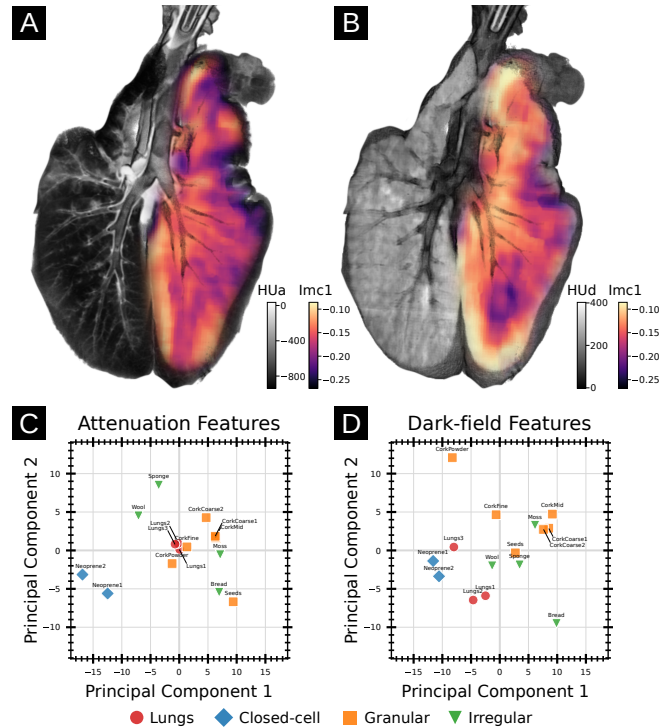 A
B
HUa
Imc1
0
−400
−800
−0.10
−0.15
−0.20
−0.25
HUd
Imc1
400
200
0
−0.10
−0.15
−0.20
−0.25
C
Attenuation Features
Principal Component 2
10
5
0
−5
−10
Sponge
Wool
CorkCoarse2
CorkCoarse1
CorkMid
Lungs2
Lungs3
CorkFine
Moss
CorkPowder
Lungs1
Neoprene2
Neoprene1
Bread
Seeds
−15
−10
−5
0
5
10
15
Principal Component 1
D
Dark-field Features
Principal Component 2
10
5
0
−5
−10
CorkPowder
CorkFine
CorkMid
Moss
CorkCoarse1
CorkCoarse2
Lungs3
Seeds
Neoprene1
Wool
Sponge
Neoprene2
Lungs1
Lungs2
Bread
−15
−10
−5
0
5
10
15
Principal Component 1
Lungs
Closed-cell
Granular
Irregular